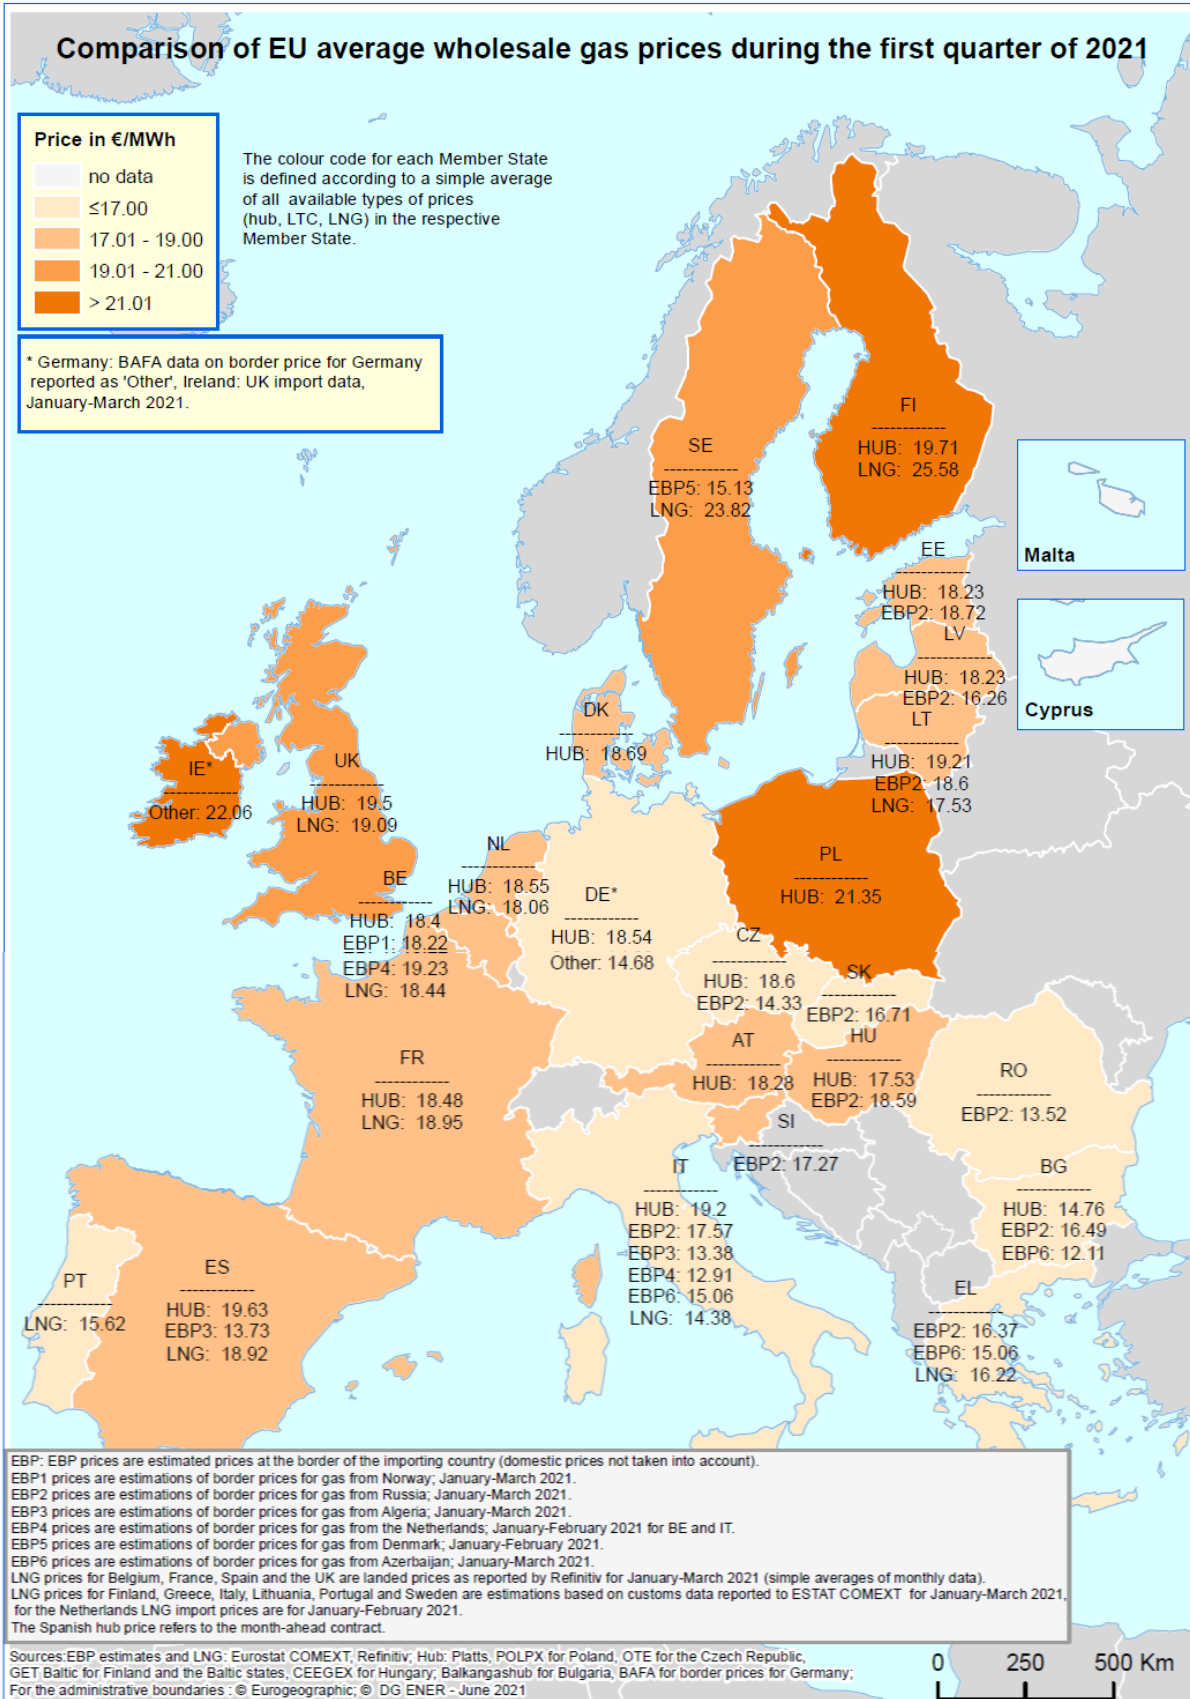 Comparison of EU average wholesale gas prices during the first quarter of 2021
Price in €/MWh
no data
≤17.00
17.01 - 19.00
19.01 - 21.00
> 21.01
The colour code for each Member State
is defined according to a simple average
of all available types of prices
(hub, LTC, LNG) in the respective
Member State.
* Germany: BAFA data on border price for Germany
reported as 'Other', Ireland: UK import data,
January-March 2021.
FI
------------
HUB: 19.71
LNG: 25.58
SE
------------
EBP5: 15.13
LNG: 23.82
Malta
EE
------------
HUB: 18.23
EBP2: 18.72
LV
------------
HUB: 18.23
EBP2: 16.26
Cyprus
LT
------------
HUB: 19.21
EBP2: 18.6
LNG: 17.53
DK
------------
HUB: 18.69
IE*
------------
Other: 22.06
UK
------------
HUB: 19.5
LNG: 19.09
NL
------------
HUB: 18.55
LNG: 18.06
BE
------------
HUB: 18.4
EBP1: 18.22
EBP4: 19.23
LNG: 18.44
DE*
------------
HUB: 18.54
Other: 14.68
PL
------------
HUB: 21.35
CZ
------------
HUB: 18.6
EBP2: 14.33
SK
------------
EBP2: 16.71
AT
------------
HUB: 18.28
HU
------------
HUB: 17.53
EBP2: 18.59
FR
------------
HUB: 18.48
LNG: 18.95
RO
------------
EBP2: 13.52
SI
------------
EBP2: 17.27
IT
------------
HUB: 19.2
EBP2: 17.57
EBP3: 13.38
EBP4: 12.91
EBP6: 15.06
LNG: 14.38
BG
------------
HUB: 14.76
EBP2: 16.49
EBP6: 12.11
PT
------------
LNG: 15.62
ES
------------
HUB: 19.63
EBP3: 13.73
LNG: 18.92
EL
------------
EBP2: 16.37
EBP6: 15.06
LNG: 16.22
EBP: EBP prices are estimated prices at the border of the importing country (domestic prices not taken into account).
EBP1 prices are estimations of border prices for gas from Norway; January-March 2021.
EBP2 prices are estimations of border prices for gas from Russia; January-March 2021.
EBP3 prices are estimations of border prices for gas from Algeria; January-March 2021.
EBP4 prices are estimations of border prices for gas from the Netherlands; January-February 2021 for BE and IT.
EBP5 prices are estimations of border prices for gas from Denmark; January-February 2021.
EBP6 prices are estimations of border prices for gas from Azerbaijan; January-March 2021.
LNG prices for Belgium, France, Spain and the UK are landed prices as reported by Refinitiv for January-March 2021 (simple averages of monthly data).
LNG prices for Finland, Greece, Italy, Lithuania, Portugal and Sweden are estimations based on customs data reported to ESTAT COMEXT for January-March 2021,
for the Netherlands LNG import prices are for January-February 2021.
The Spanish hub price refers to the month-ahead contract.
Sources:EBP estimates and LNG: Eurostat COMEXT, Refinitiv; Hub: Platts, POLPX for Poland, OTE for the Czech Republic,
GET Baltic for Finland and the Baltic states, CEEGEX for Hungary; Balkangashub for Bulgaria, BAFA for border prices for Germany;
For the administrative boundaries : © Eurogeographic; © DG ENER - June 2021
0 250 500 Km